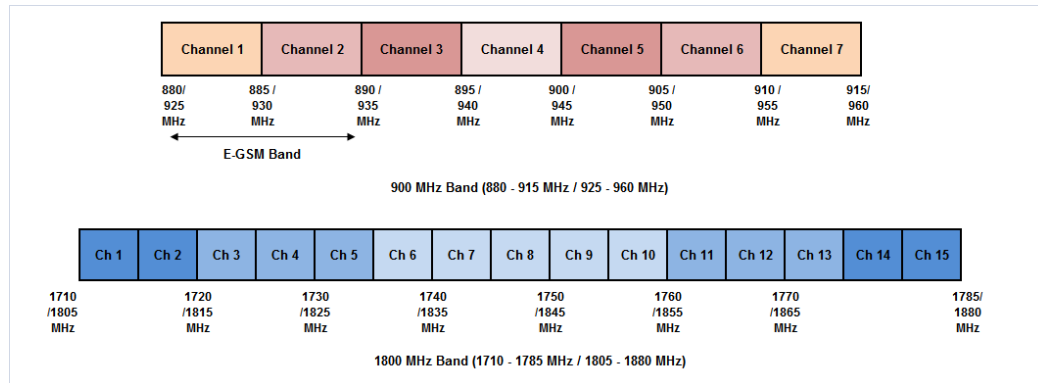 Channel 1 Channel 2 Channel 3 Channel 4 Channel 5 Channel 6 Channel 7
880/ 885 / 890 / 895 / 900 / 905 / 910 / 915/
925 930 935 940 945 950 955 960
MHz MHz MHz MHz MHz MHz MHz MHz
E-GSM Band
900 MHz Band (880 - 915 MHz / 925 - 960 MHz)
Ch 1 Ch 2 Ch 3 Ch 4 Ch 5 Ch 6 Ch 7 Ch 8 Ch 9 Ch 10 Ch 11 Ch 12 Ch 13 Ch 14 Ch 15
1710 1720 1730 1740 1750 1760 1770 1785/
/1805 /1815 /1825 /1835 /1845 /1855 /1865 1880
MHz MHz MHz MHz MHz MHz MHz MHz
1800 MHz Band (1710 - 1785 MHz / 1805 - 1880 MHz)